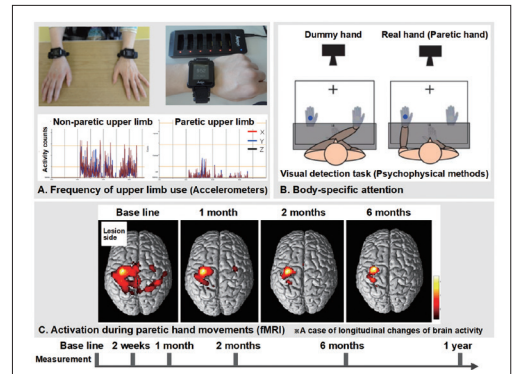 Dummy hand
Real hand (Paretic hand)
Non-paretic upper limb
Paretic upper limb
Activity counts
X
Y
Z
Visual detection task (Psychophysical methods)
A. Frequency of upper limb use (Accelerometers)
B. Body-specific attention
Base line
1 month
2 months
6 months
Lesion side
C. Activation during paretic hand movements (fMRI)
※A case of longitudinal changes of brain activity
Base line
2 weeks
1 month
2 months
6 months
1 year
Measurement